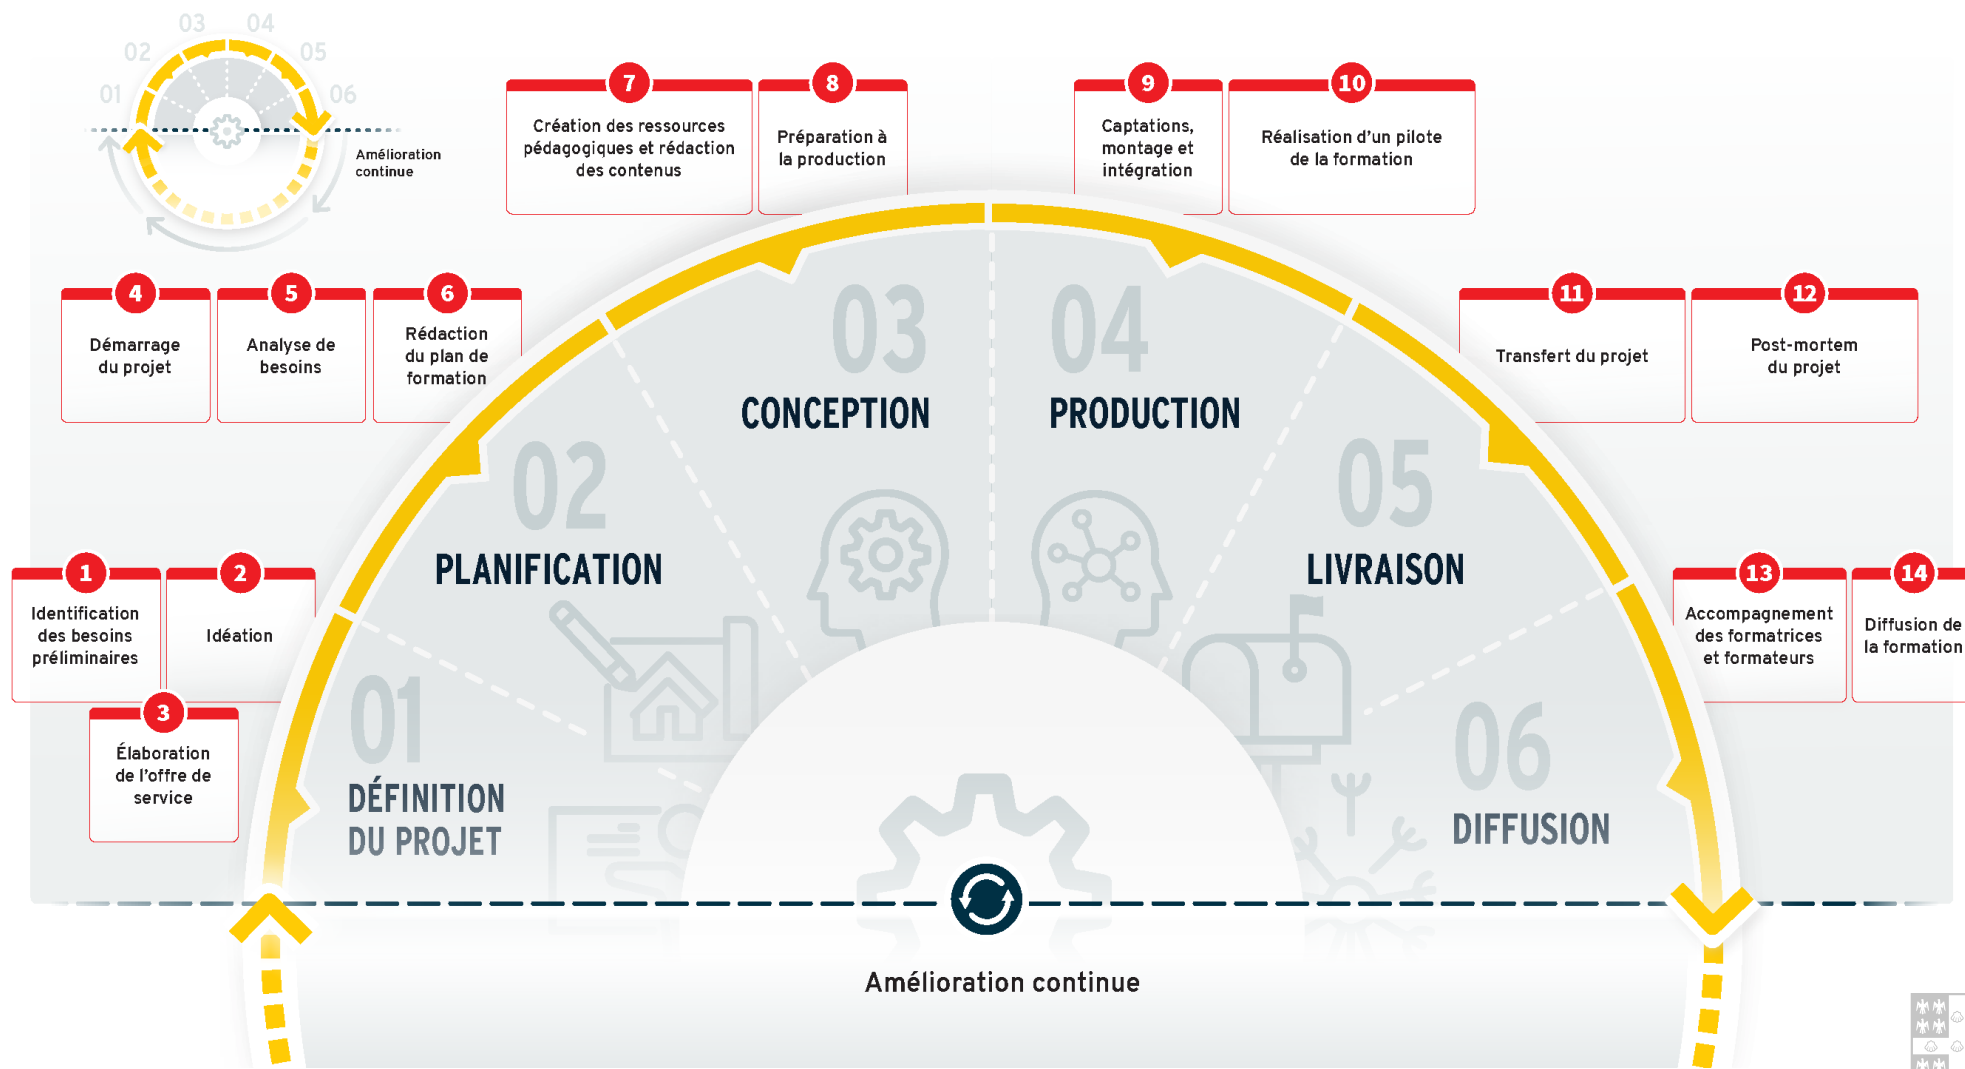 03
04
02
05
01
06
Amélioration
continue
7
Création des ressources
pédagogiques et rédaction
des contenus
8
Préparation à
la production
9
Captations,
montage et
intégration
10
Réalisation d'un pilote
de la formation
4
Démarrage
du projet
5
Analyse de
besoins
6
Rédaction
du plan de
formation
11
Transfert du projet
12
Post-mortem
du projet
1
Identification
des besoins
préliminaires
2
Idéation
3
Élaboration
de l'offre de
service
13
Accompagnement
des formatrices
et formateurs
14
Diffusion de
la formation
01
DÉFINITION
DU PROJET
02
PLANIFICATION
03
CONCEPTION
04
PRODUCTION
05
LIVRAISON
06
DIFFUSION
Amélioration continue